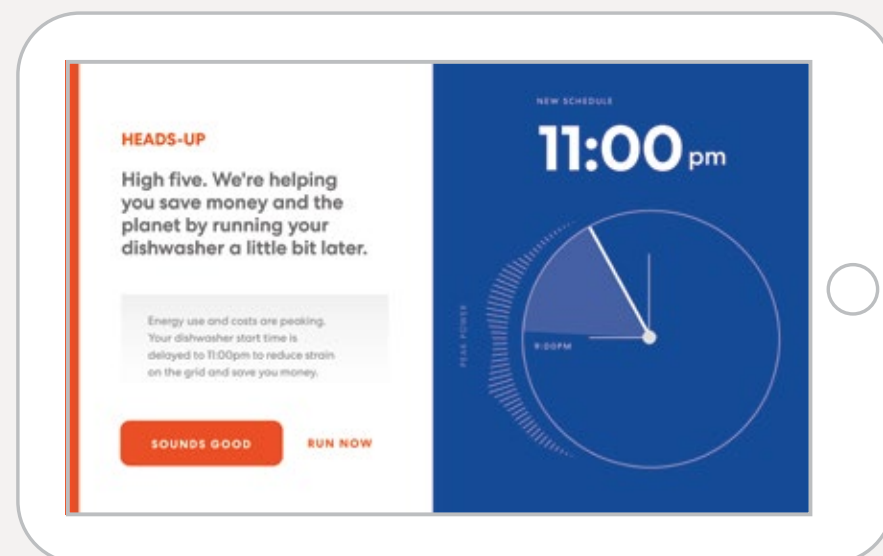 HEADS-UP
High five. We're helping
you save money and the
planet by running your
dishwasher a little bit later.
Energy use and costs are peaking.
Your dishwasher start time is
delayed to 11:00pm to reduce strain
on the grid and save you money.
SOUNDS GOOD
RUN NOW
NEW SCHEDULE
11:00 pm
PEAK POWER
9:00PM